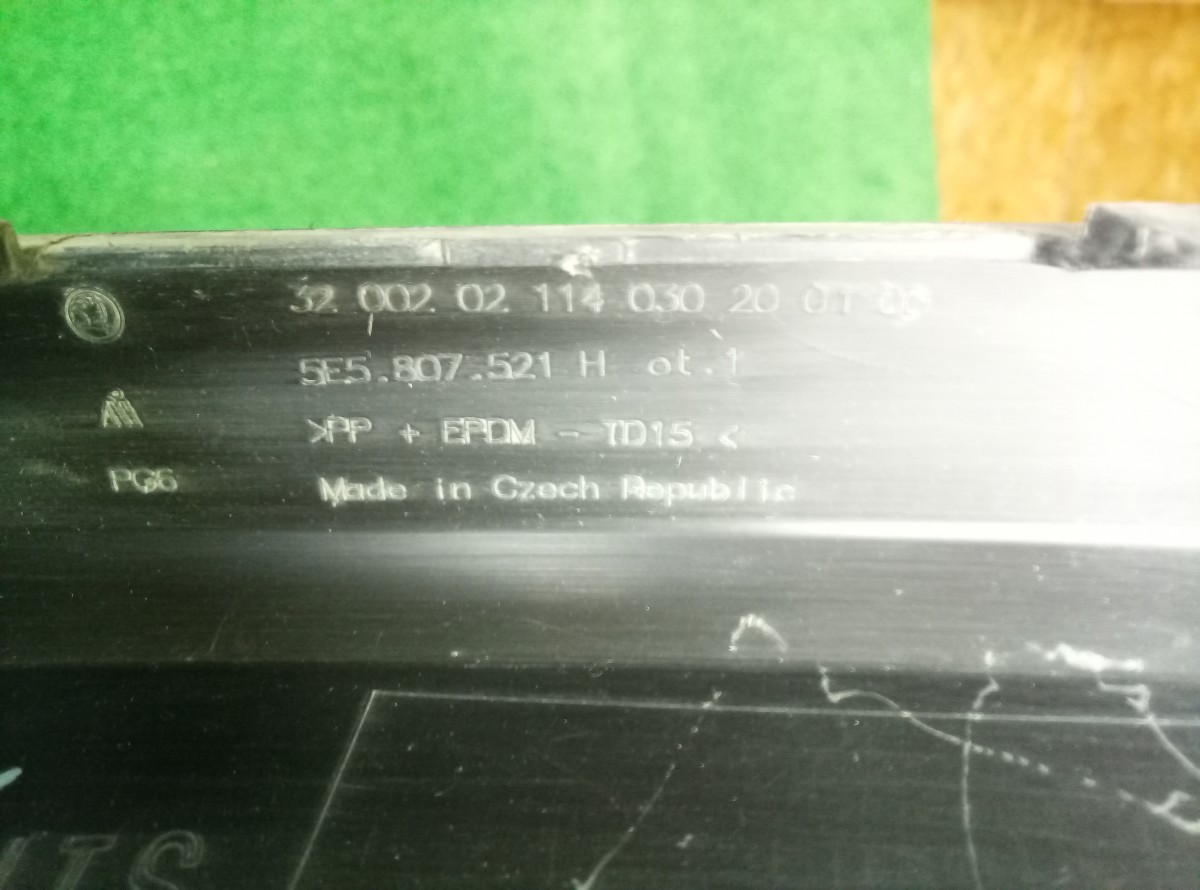 32 002 02 114 030 20 01
5E5.807.521 H ot.1
>PP + EPDM - TD15 <
PG6
Made in Czech Republic